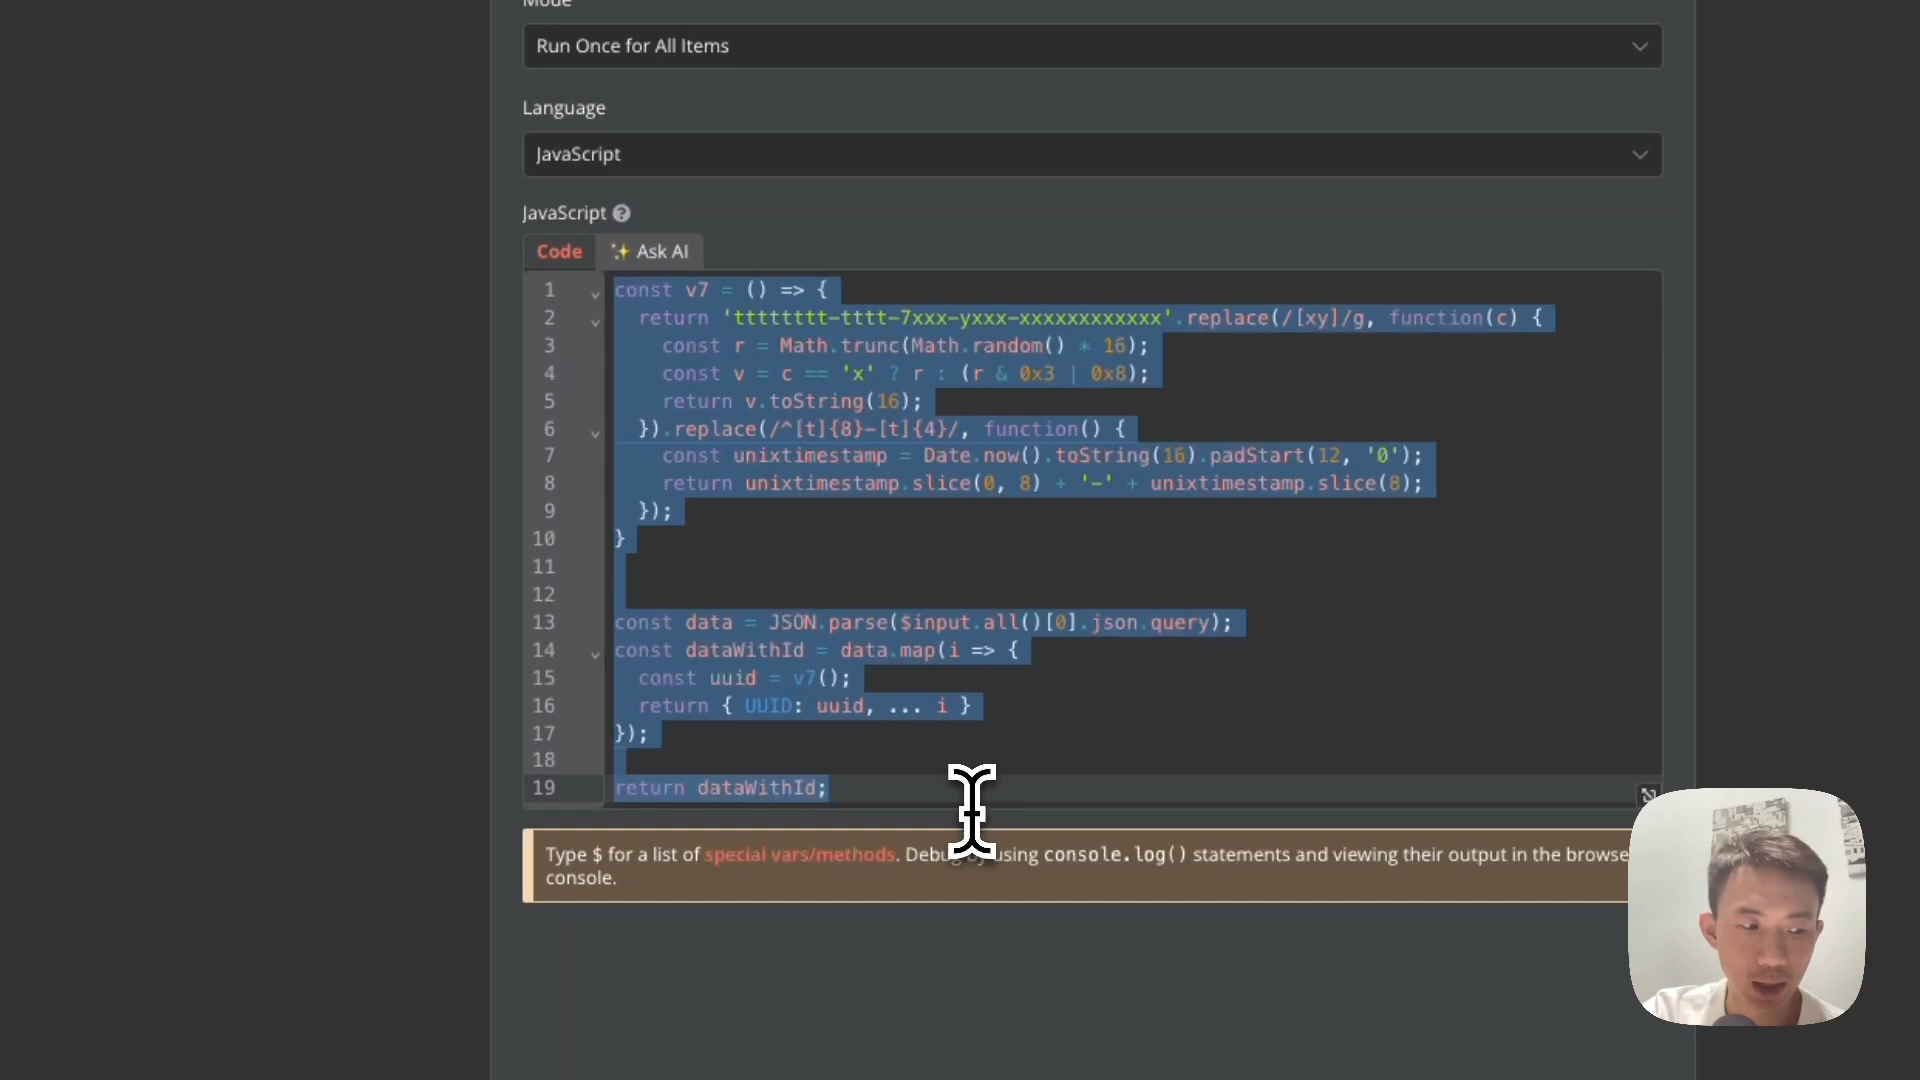 Mode
Run Once for All Items
Language
JavaScript
JavaScript ?
Code
✨ Ask AI
1 const v7 = () => {
2 return 'tttttttt-tttt-7xxx-yxxx-xxxxxxxxxxxx'.replace(/[xy]/g, function(c) {
3 const r = Math.trunc(Math.random() * 16);
4 const v = c == 'x' ? r : (r & 0x3 | 0x8);
5 return v.toString(16);
6 }).replace(/^[t]{8}-[t]{4}/, function() {
7 const unixtimestamp = Date.now().toString(16).padStart(12, '0');
8 return unixtimestamp.slice(0, 8) + '-' + unixtimestamp.slice(8);
9 });
10 }
11
12
13 const data = JSON.parse($input.all()[0].json.query);
14 const dataWithId = data.map(i => {
15 const uuid = v7();
16 return { UUID: uuid, ... i }
17 });
18
19 return dataWithId;
Type $ for a list of special vars/methods. Debug by using console.log() statements and viewing their output in the browse
console.